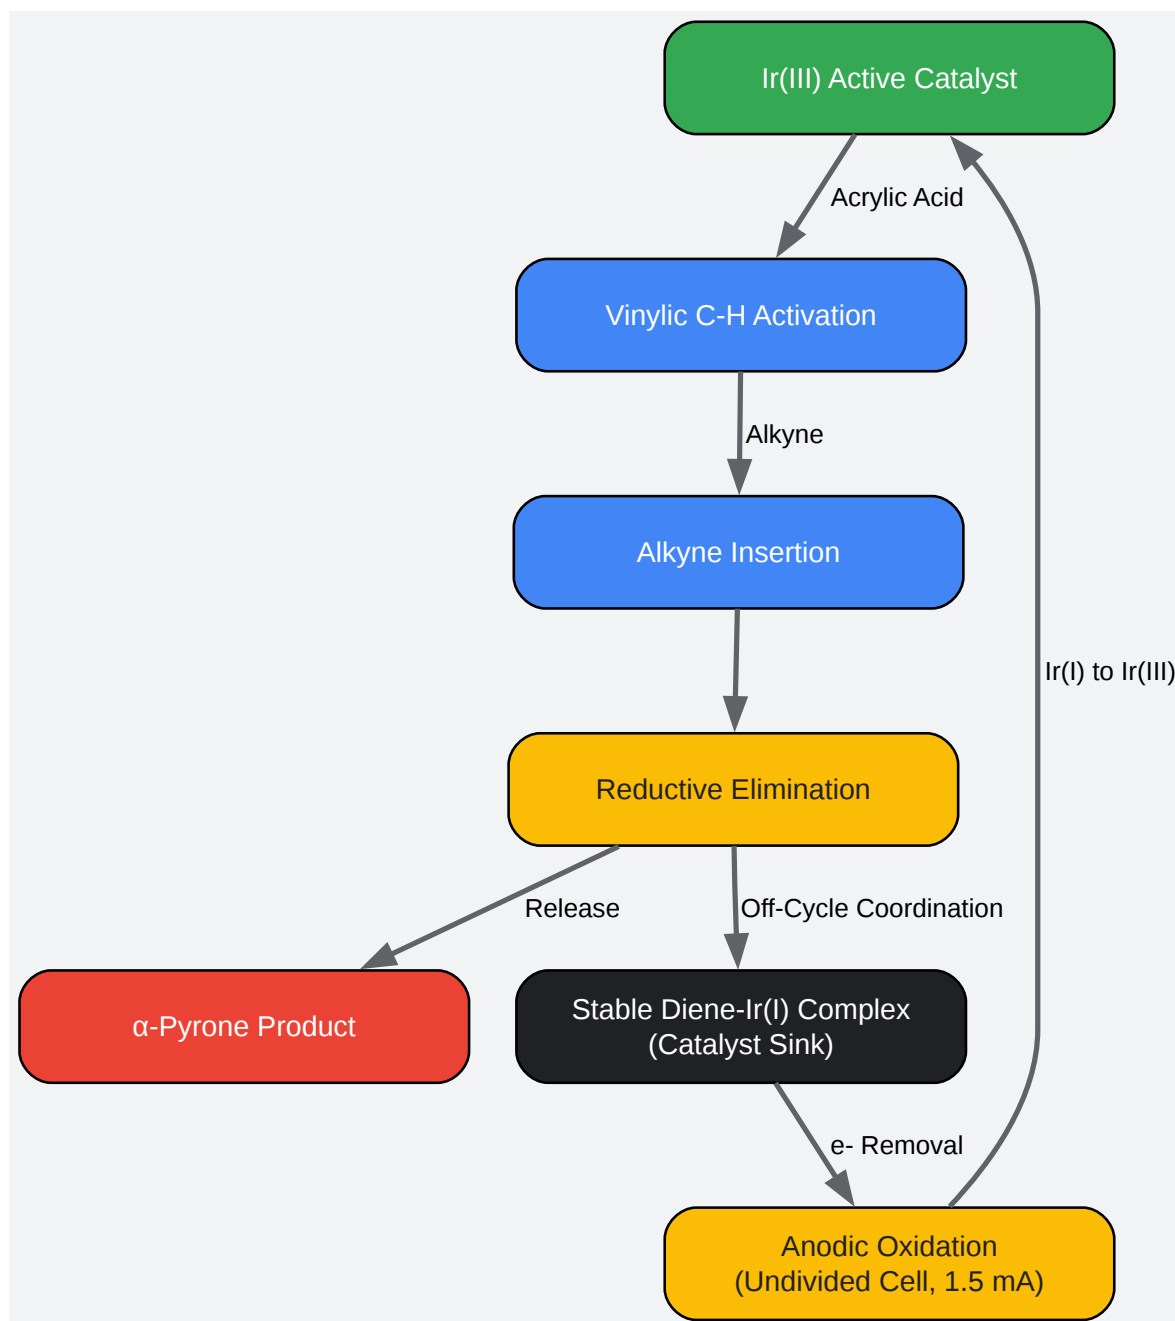 Ir(III) Active Catalyst
Acrylic Acid
Vinylic C-H Activation
Alkyne
Alkyne Insertion
Ir(I) to Ir(III)
Reductive Elimination
Release
Off-Cycle Coordination
α-Pyrone Product
Stable Diene-Ir(I) Complex
(Catalyst Sink)
e- Removal
Anodic Oxidation
(Undivided Cell, 1.5 mA)